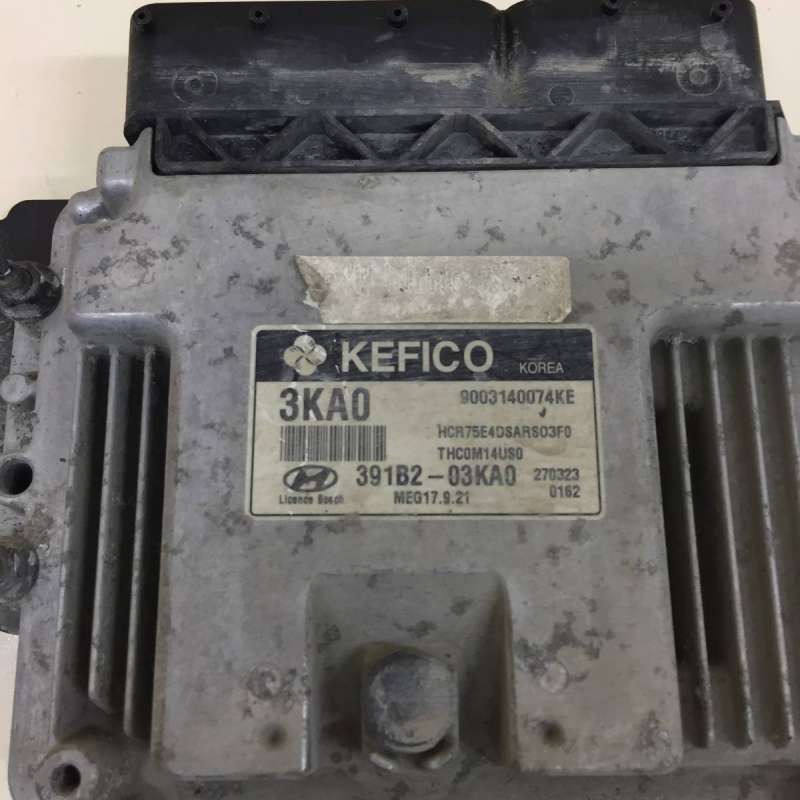 KEFICO
KOREA
3KA0
9003140074KE
J
HCR75E4DSARS03F0
THC0M14US0
391B2-03KA0
270323
Licence Bosch
MEG17.9.21
0162